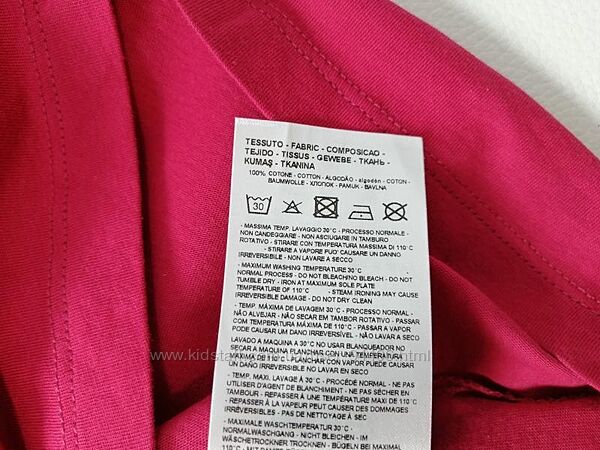 TESSUTO - FABRIC - COMPOSICAO -
TEJIDO - TISSUS - GEWEBE - ТКАНЬ -
KUMAŞ - TKANINA
100% COTONE - COTTON - ALGODÃO - algodón - COTON -
BAUMWOLLE - ХЛОПОК - PAMUK - BAVLNA
30
- MASSIMA TEMP. LAVAGGIO 30°C - PROCESSO NORMALE -
NON CANDEGGIARE - NON ASCIUGARE IN TAMBURO
ROTATIVO - STIRARE CON TEMPERATURA MASSIMA DI 110°C
- STIRARE A VAPORE PUO' CAUSARE UN DANNO
IRREVERSIBILE - NON LAVARE A SECCO
- MAXIMUM WASHING TEMPERATURE 30°C -
NORMAL PROCESS - DO NOT BLEACHING BLEACH - DO NOT
TUMBLE DRY - IRON AT MAXIMUM SOLE PLATE
TEMPERATURE OF 110°C - STEAM IRONING MAY CAUSE
IRREVERSIBLE DAMAGE - DO NOT DRY CLEAN
- TEMP. MÁXIMA DE LAVAGEM 30°C - PROCESSO NORMAL -
NÃO ALVEJAR - NÃO SECAR EM TAMBOR ROTATIVO - PASSAR
COM TEMPERATURA MÁXIMA DE 110°C - PASSAR A VAPOR
PODE CAUSAR UM DANO IRREVERSÍVEL - NÃO LAVAR A SECO
LAVADO A MÁQUINA A 30°C NO USAR BLANQUEADOR NO
SECAR A MÁQUINA PLANCHAR CON UNA TEMPERATURA
MÁXIMA DE 110°C PLANCHAR CON VAPOR PUEDE CAUSAR
UN DAÑO IRREVERSIBLE NO LAVAR EN SECO
- TEMP. MAXI. LAVAGE À 30°C - PROCÉDÉ NORMAL - NE PAS
UTILISER D'AGENT DE BLANCHIMENT - NE PAS SÉCHER EN
TAMBOUR - REPASSER À UNE TEMPÉRATURE MAXI DE 110°C
- REPASSER À LA VAPEUR PEUT CAUSER DES DOMMAGES
IRRÉVERSIBLES - PAS DE NETTOYAGE À SEC
- MAXIMALE WASCHTEMPERATUR 30°C -
NORMALWASCHGANG - NICHT BLEICHEN - IM
WÄSCHETROCKNER TROCKNEN - BÜGELN BEI MAXIMAL